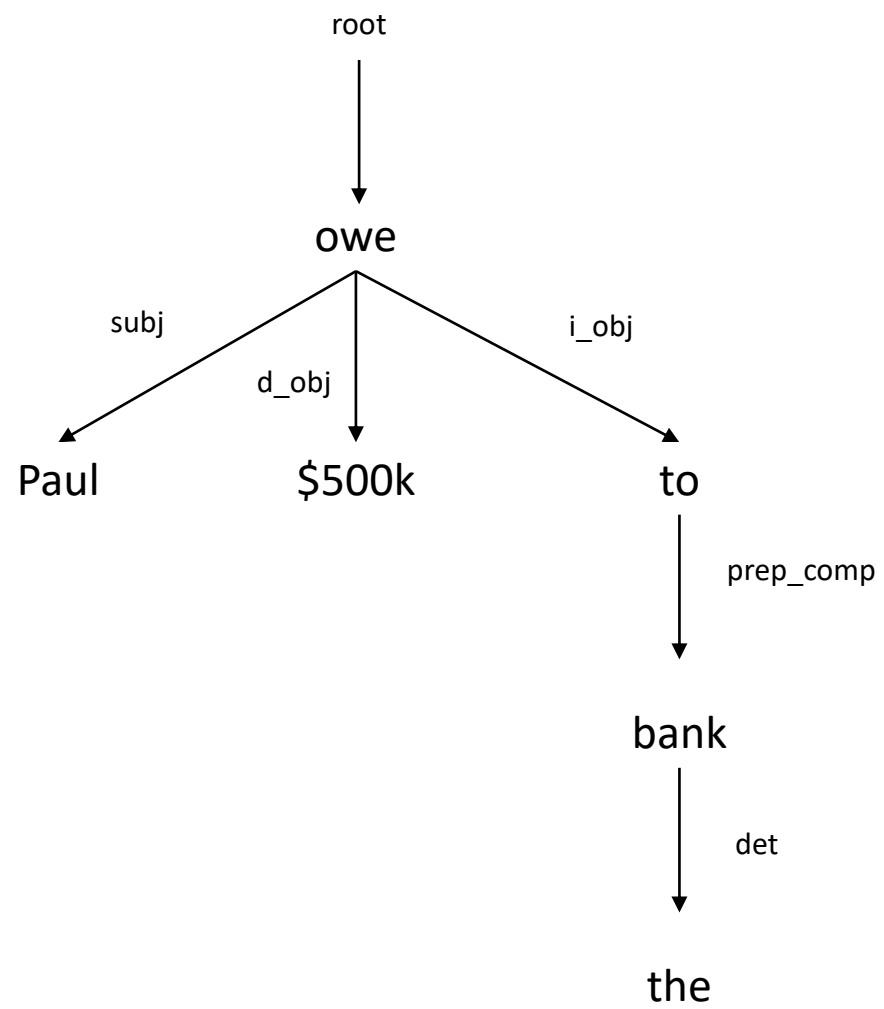 root
owe
subj
i_obj
d_obj
Paul $500k to
prep_comp
bank
det
the